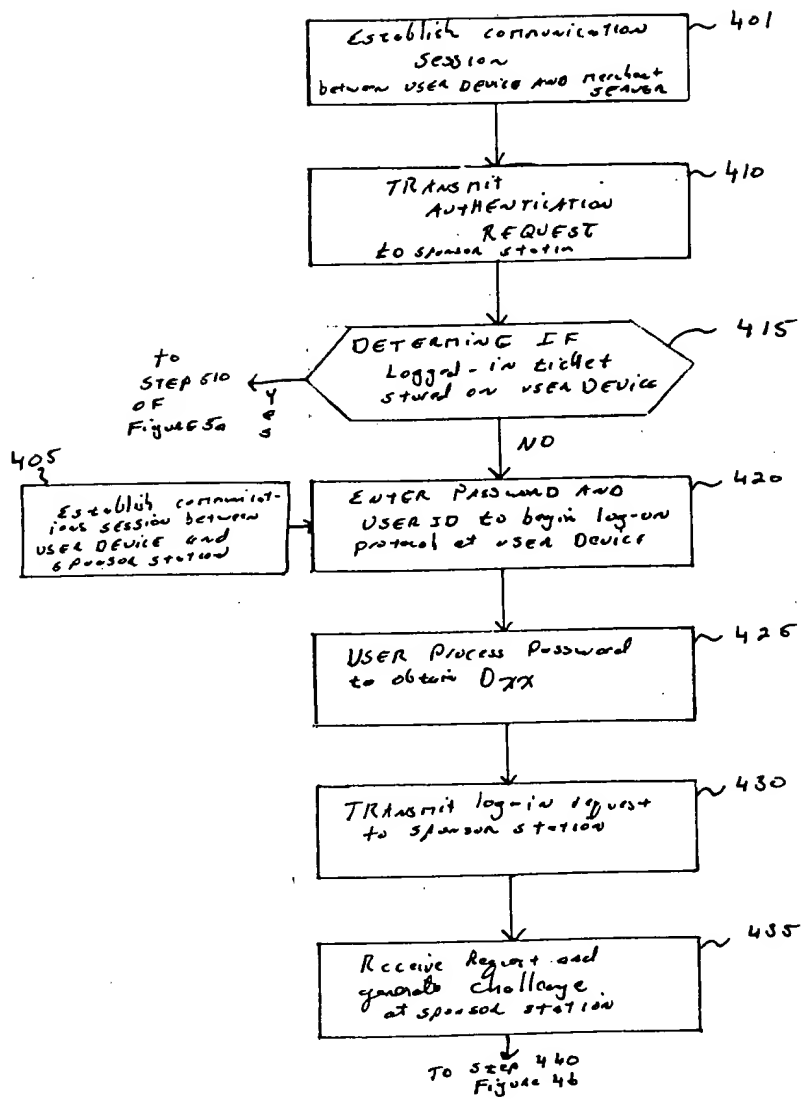 Establish communication
Session
between USER DEVICE AND merchant
SERVER
401
TRANSMIT
AUTHENTICATION
REQUEST
to sponsor station
410
DETERMINING IF
Logged-in ticket
stored on USER DEVICE
415
to
STEP 510
OF
Figure 5a
Yes
NO
405
Establish communicat-
ions session between
USER DEVICE and
sponsor station
ENTER PASSWORD AND
USER ID to begin log-on
protocol at USER DEVICE
420
USER Process Password
to obtain Dxx
425
TRANSMIT log-in request
to sponsor station
430
Receive Request and
generate challenge
at sponsor station
435
TO Step 440
Figure 4b